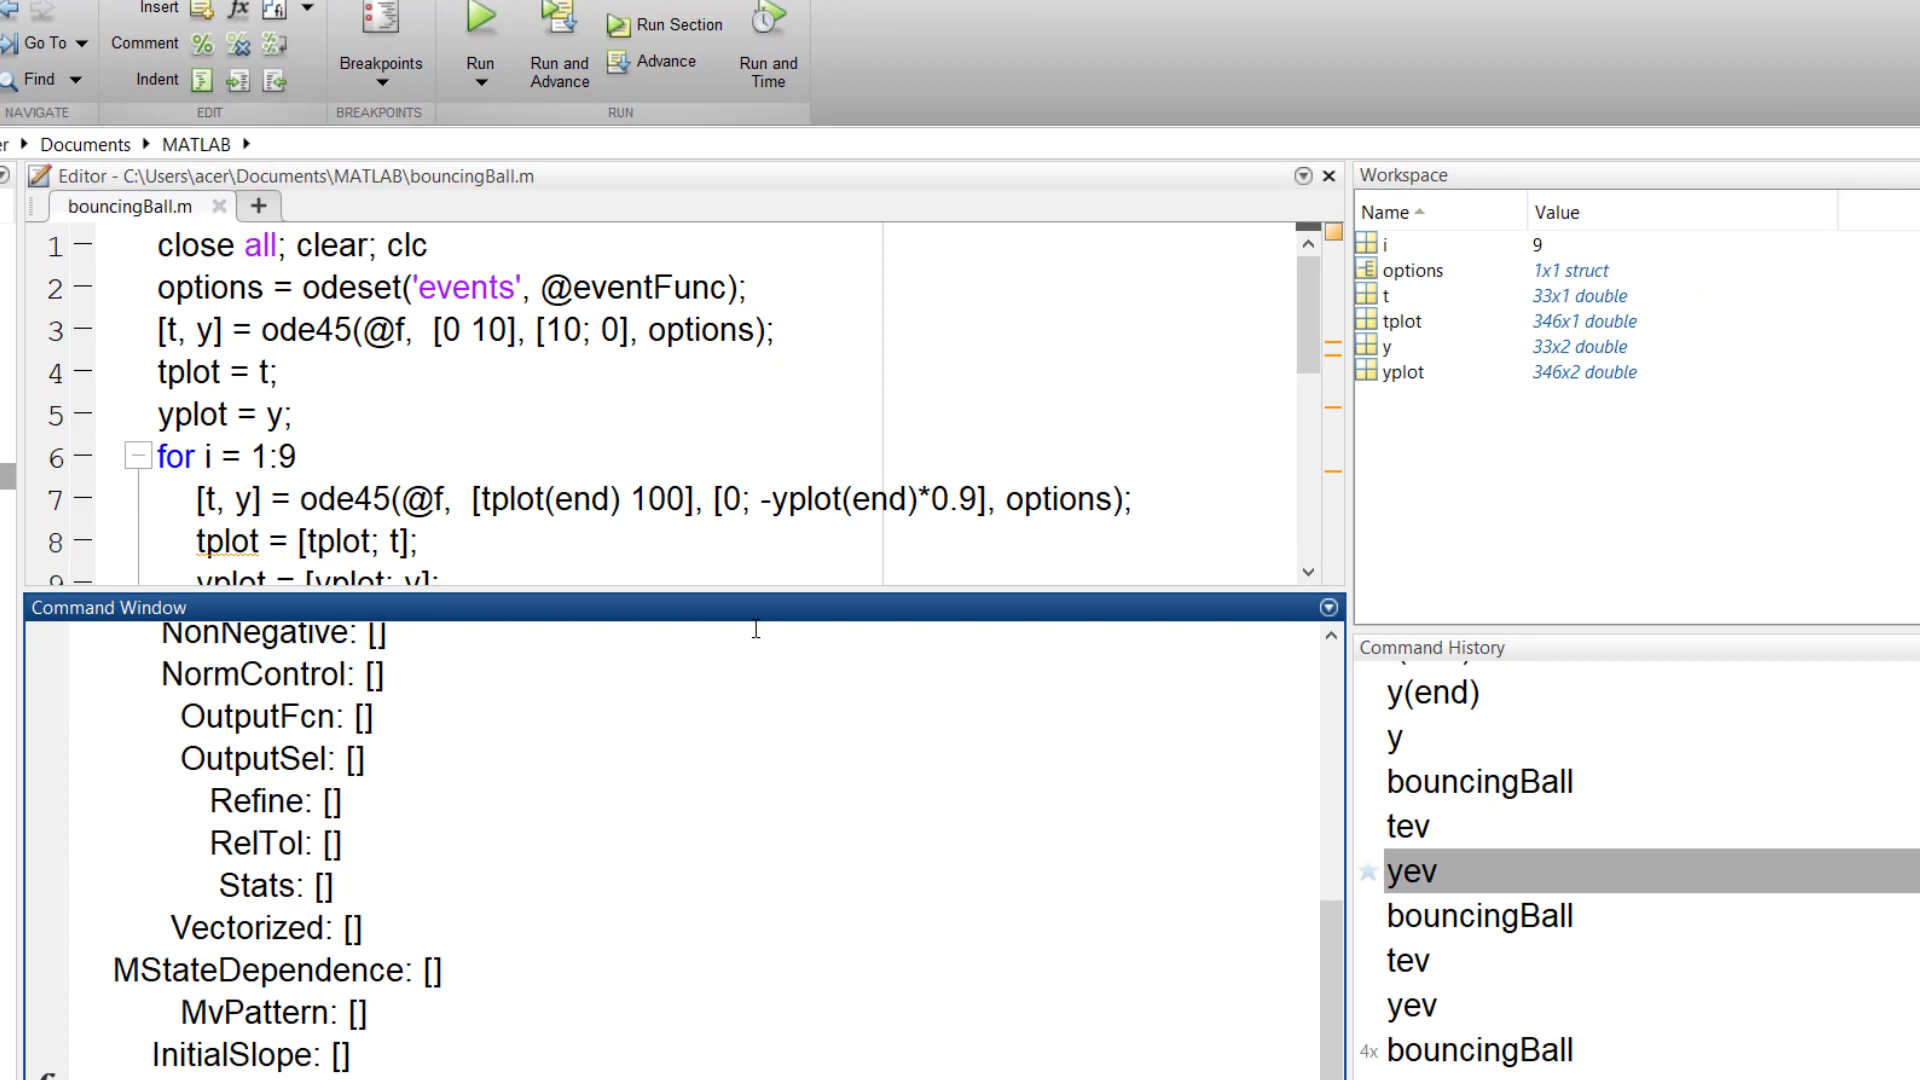 Insert fx
Go To Comment
Find Indent
Breakpoints
Run
Run and
Advance
Run Section
Advance
Run and
Time
NAVIGATE EDIT BREAKPOINTS RUN
er Documents MATLAB
Editor - C:\Users\acer\Documents\MATLAB\bouncingBall.m
bouncingBall.m
1 close all; clear; clc
2 options = odeset('events', @eventFunc);
3 [t, y] = ode45(@f, [0 10], [10; 0], options);
4 tplot = t;
5 yplot = y;
6 for i = 1:9
7 [t, y] = ode45(@f, [tplot(end) 100], [0; -yplot(end)*0.9], options);
8 tplot = [tplot; t];
9 yplot = [yplot; y];
Command Window
NonNegative: []
NormControl: []
OutputFcn: []
OutputSel: []
Refine: []
RelTol: []
Stats: []
Vectorized: []
MStateDependence: []
MvPattern: []
InitialSlope: []
Workspace
Name Value
i 9
options 1x1 struct
t 33x1 double
tplot 346x1 double
y 33x2 double
yplot 346x2 double
Command History
y(end)
y
bouncingBall
tev
yev
bouncingBall
tev
yev
4x bouncingBall